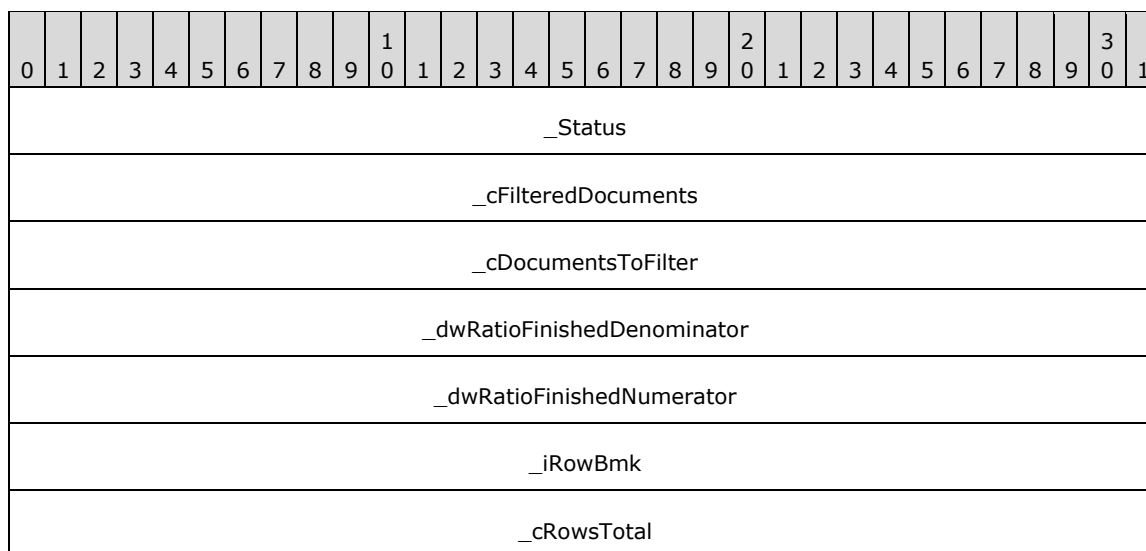 1 2 3
0 1 2 3 4 5 6 7 8 9 0 1 2 3 4 5 6 7 8 9 0 1 2 3 4 5 6 7 8 9 0 1
_Status
_cFilteredDocuments
_cDocumentsToFilter
_dwRatioFinishedDenominator
_dwRatioFinishedNumerator
_iRowBmk
_cRowsTotal